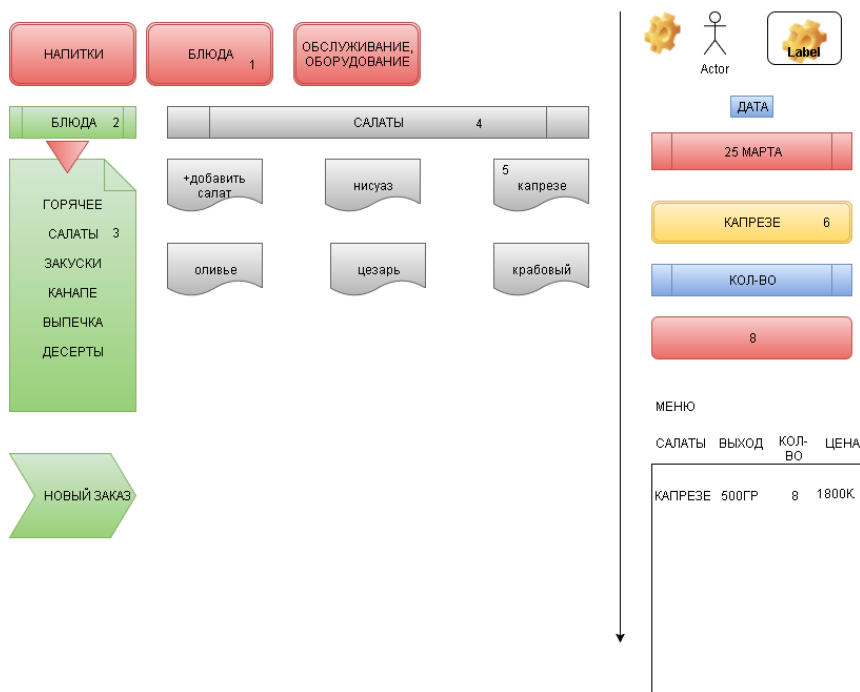 НАПИТКИ
БЛЮДА 1
ОБСЛУЖИВАНИЕ,
ОБОРУДОВАНИЕ
БЛЮДА 2
САЛАТЫ 4
ГОРЯЧЕЕ
САЛАТЫ 3
ЗАКУСКИ
КАНАПЕ
ВЫПЕЧКА
ДЕСЕРТЫ
+добавить
салат
нисуаз
5
капрезе
оливье
цезарь
крабовый
НОВЫЙ ЗАКАЗ
Actor
Label
ДАТА
25 МАРТА
КАПРЕЗЕ 6
КОЛ-ВО
8
МЕНЮ
САЛАТЫ ВЫХОД КОЛ-
ВО ЦЕНА
КАПРЕЗЕ 500ГР 8 1800К